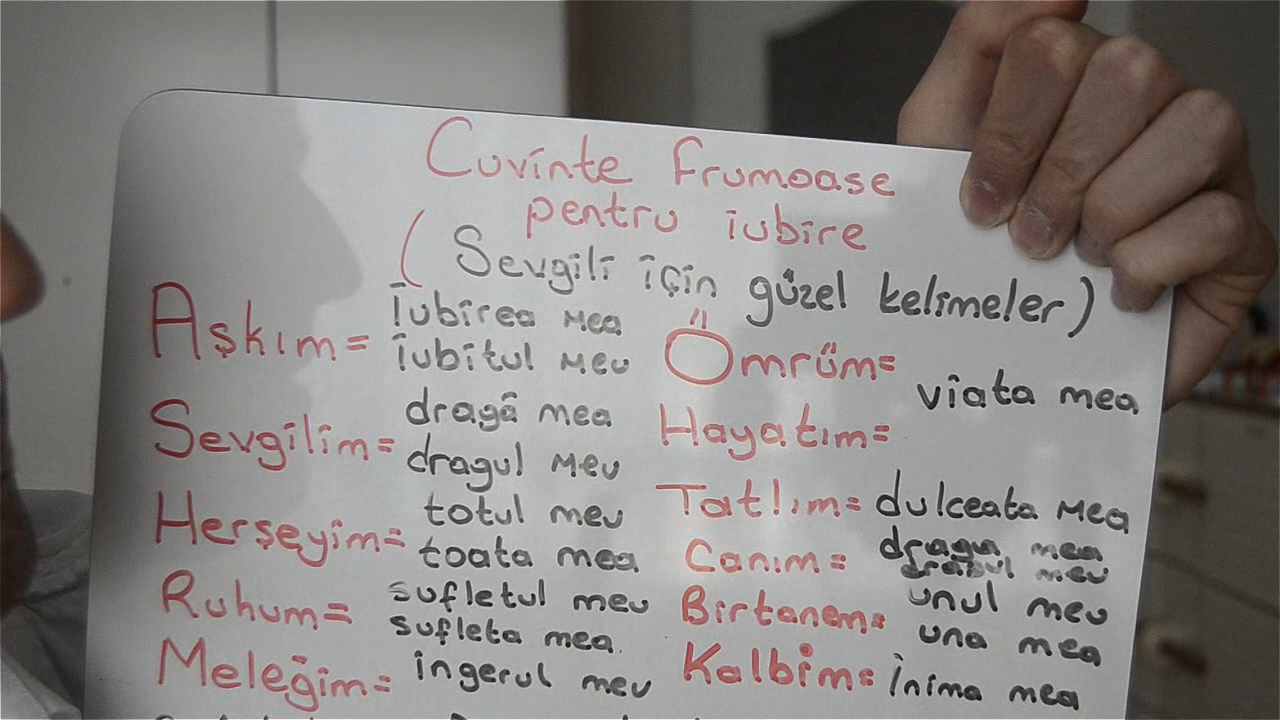 Cuvinte frumoase
pentru iubire
(Sevgili için güzel kelimeler)
Aşkım= iubirea mea
iubitul meu
Sevgilim= dragă mea
dragul meu
Herşeyim= totul meu
toata mea
Ruhum= sufletul meu
sufleta mea.
Meleğim= ingerul meu
Ömrüm=
viata mea
Hayatım=
Tatlım= dulceata mea
Canım= draga mea
dragul meu
Birtanem= unul meu
una mea
Kalbim= inima mea